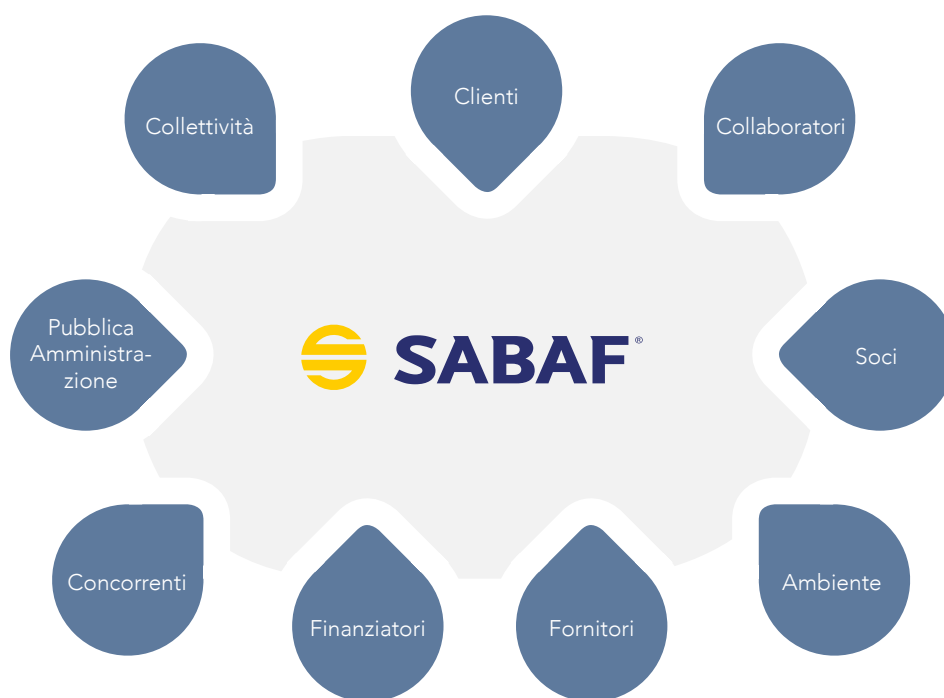 Clienti
Collettività
Collaboratori
Pubblica
Amministra-
zione
SABAF®
Soci
Concorrenti
Ambiente
Finanziatori
Fornitori